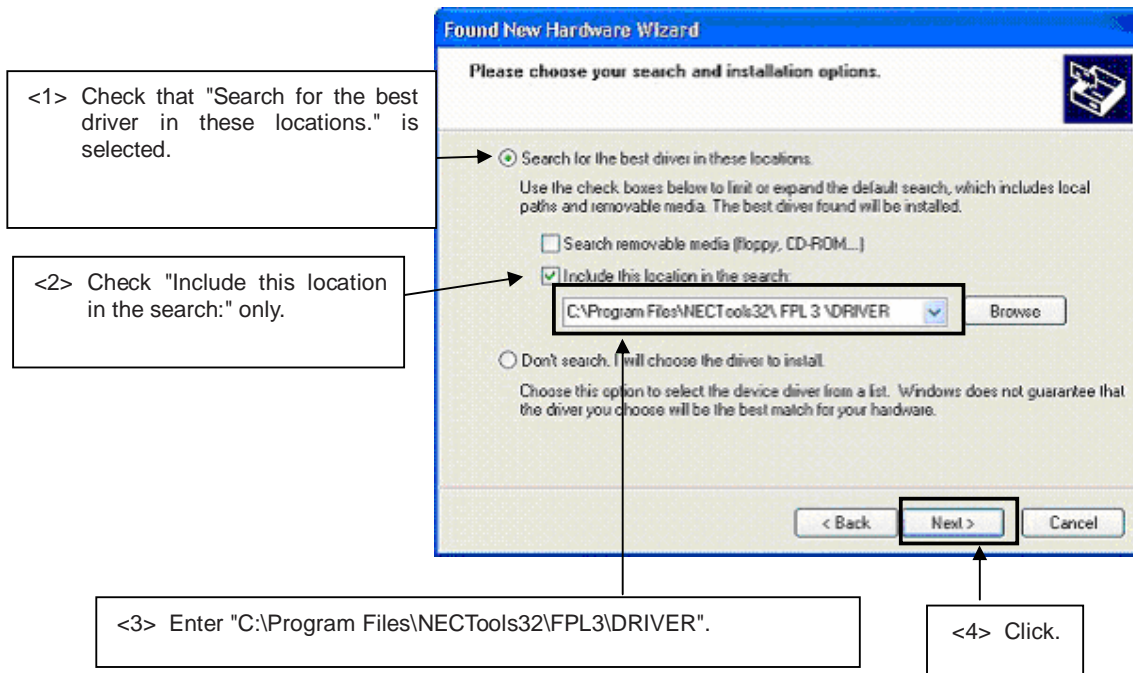 Found New Hardware Wizard
Please choose your search and installation options.
<1> Check that "Search for the best
driver in these locations." is
selected.
Search for the best driver in these locations.
Use the check boxes below to limit or expand the default search, which includes local
paths and removable media. The best driver found will be installed.
Search removable media (floppy, CD-ROM...)
<2> Check "Include this location
in the search:" only.
Include this location in the search:
C:\Program Files\NECTools32\ FPL 3 \DRIVER
Browse
Don't search. I will choose the driver to install.
Choose this option to select the device driver from a list. Windows does not guarantee that
the driver you choose will be the best match for your hardware.
< Back
Next >
Cancel
<3> Enter "C:\Program Files\NECTools32\FPL3\DRIVER".
<4> Click.